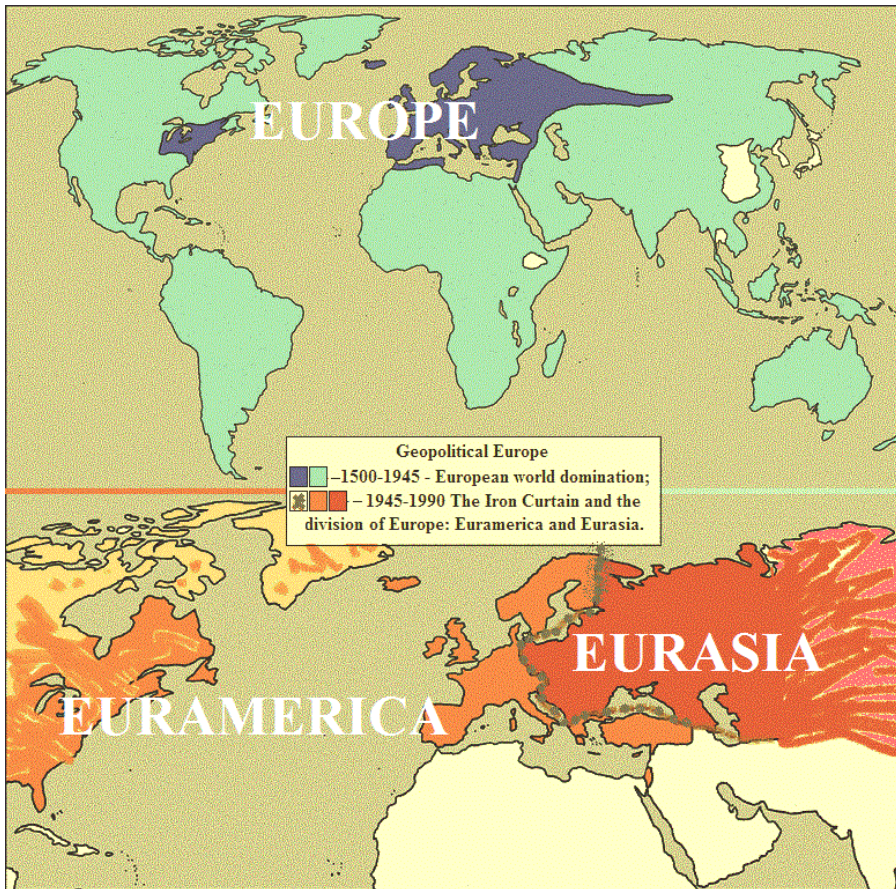 EUROPE
Geopolitical Europe
–1500-1945 - European world domination;
– 1945-1990 The Iron Curtain and the
division of Europe: Euramerica and Eurasia.
EURASIA
EURAMERICA